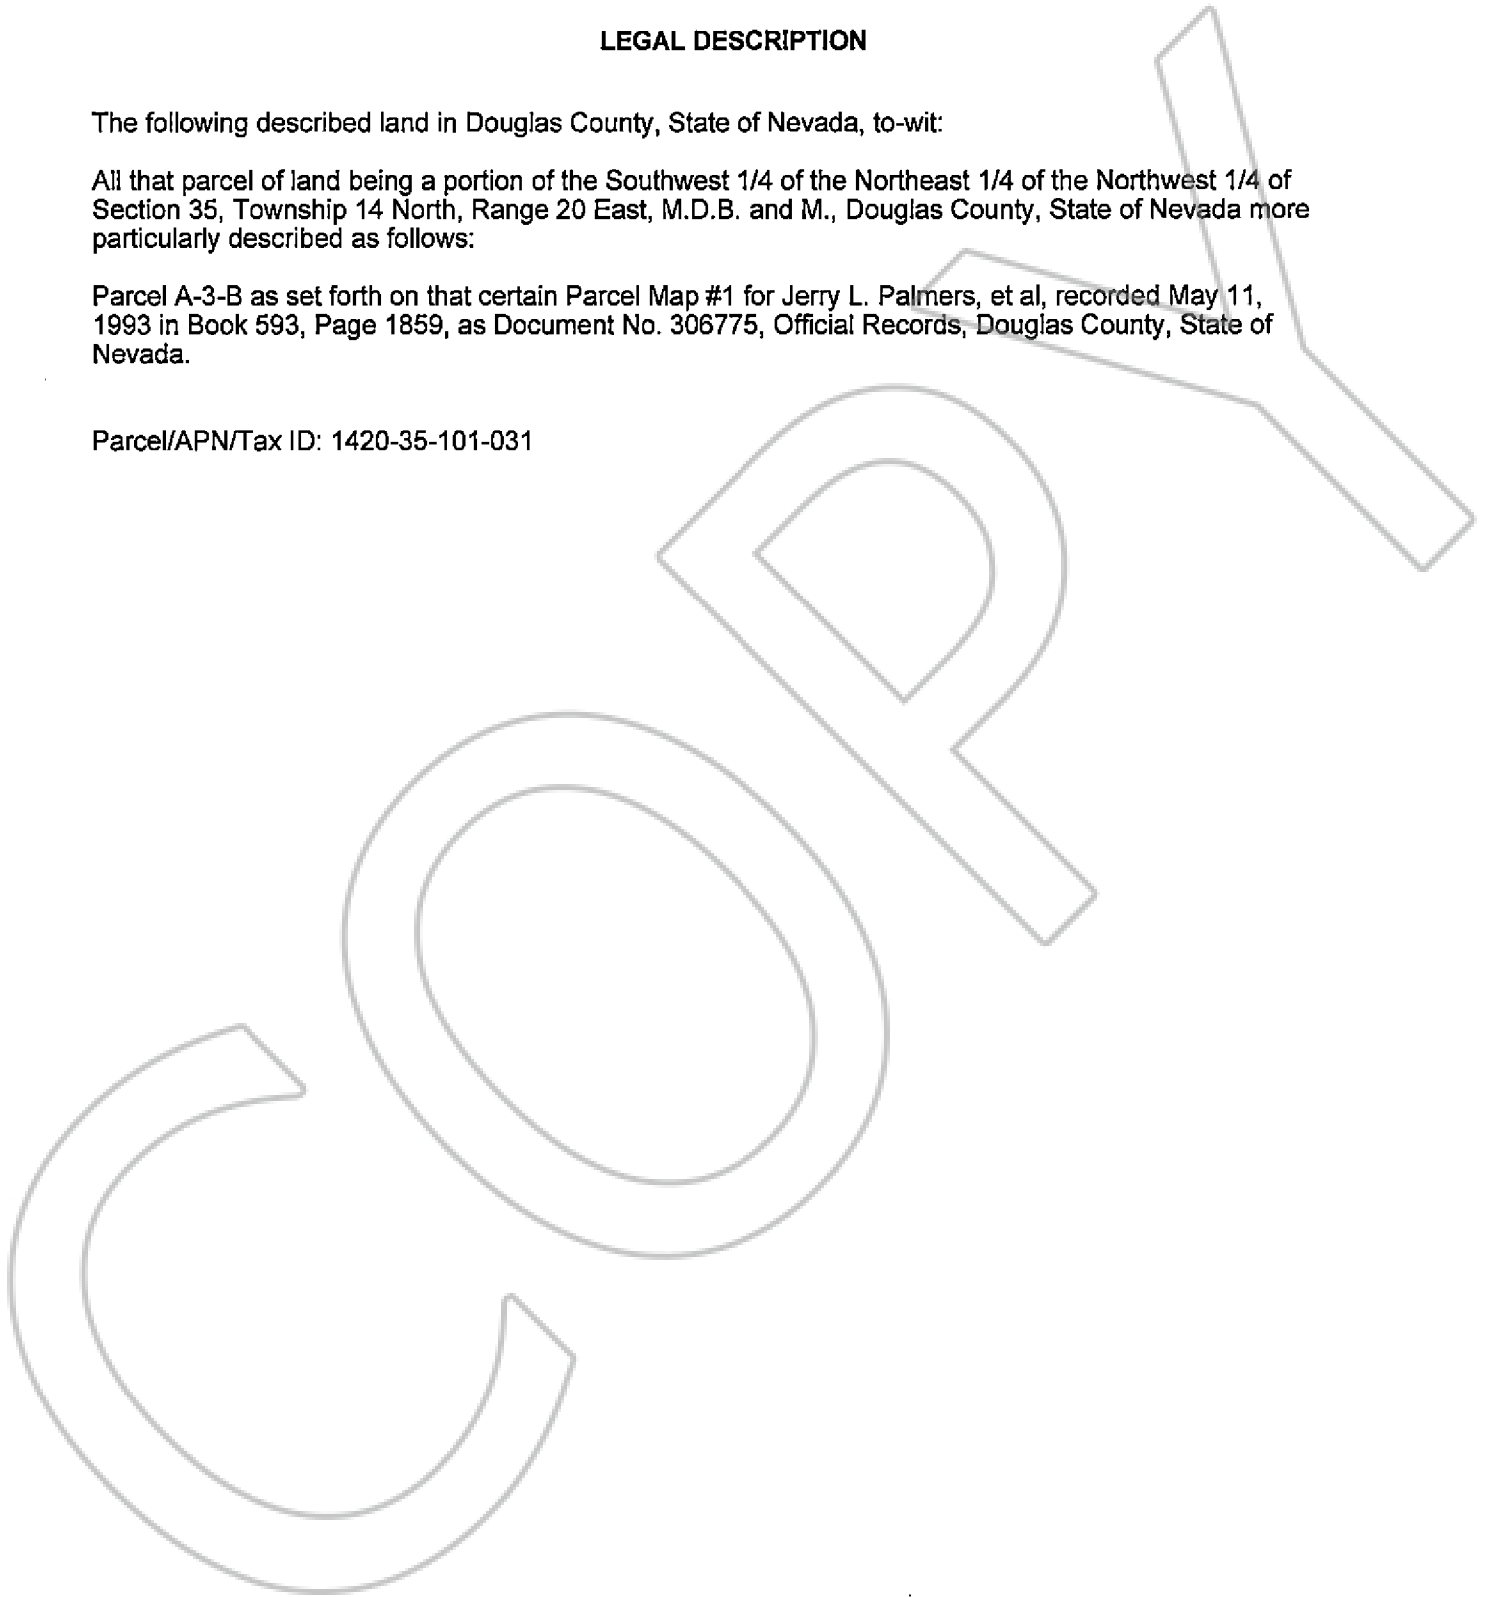 LEGAL DESCRIPTION
The following described land in Douglas County, State of Nevada, to-wit:
All that parcel of land being a portion of the Southwest 1/4 of the Northeast 1/4 of the Northwest 1/4 of
Section 35, Township 14 North, Range 20 East, M.D.B. and M., Douglas County, State of Nevada more
particularly described as follows:
Parcel A-3-B as set forth on that certain Parcel Map #1 for Jerry L. Palmers, et al, recorded May 11,
1993 in Book 593, Page 1859, as Document No. 306775, Official Records, Douglas County, State of
Nevada.
Parcel/APN/Tax ID: 1420-35-101-031
COPY